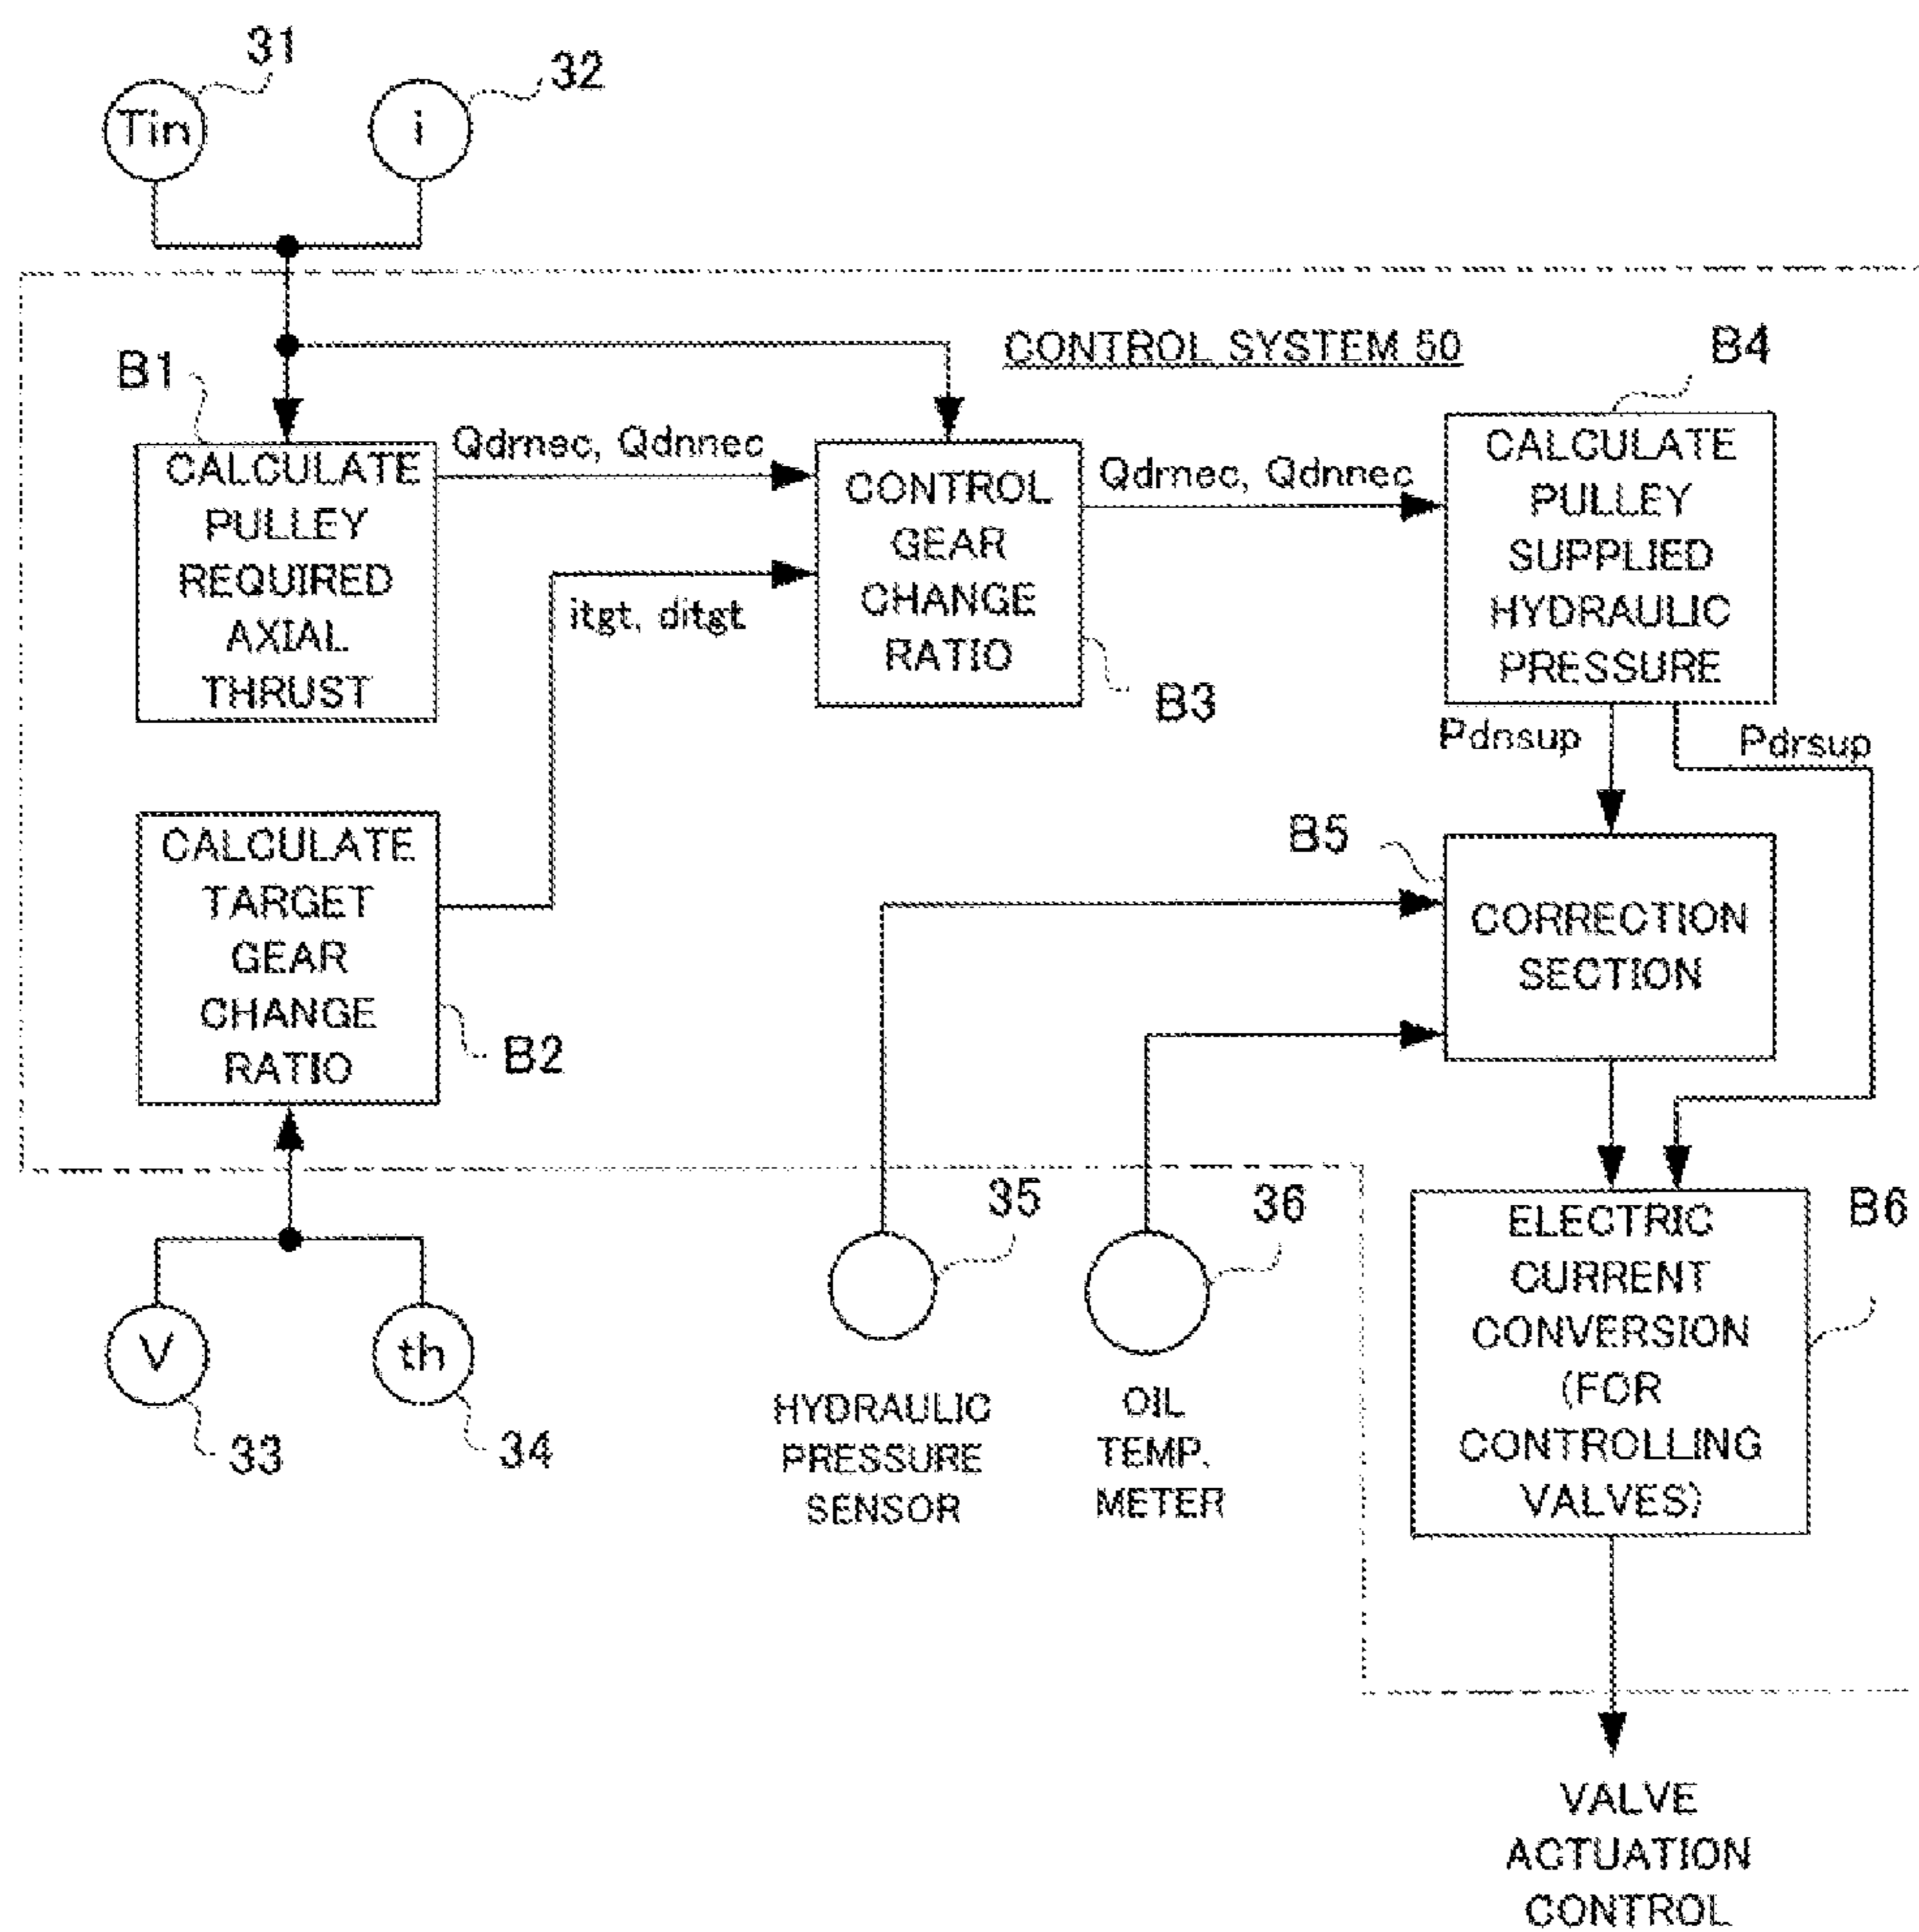 31
32
Tin
i
CONTROL SYSTEM 50
B1
B4
CALCULATE
PULLEY
REQUIRED
AXIAL
THRUST
Qdrnec, Qdnnec
CONTROL
GEAR
CHANGE
RATIO
B3
Qdrnec, Qdnnec
CALCULATE
PULLEY
SUPPLIED
HYDRAULIC
PRESSURE
itgt, ditgt
Pdnsup
Pdrsup
CALCULATE
TARGET
GEAR
CHANGE
RATIO
B2
B5
CORRECTION
SECTION
35
36
B6
ELECTRIC
CURRENT
CONVERSION
(FOR
CONTROLLING
VALVES)
V
th
33
34
HYDRAULIC
PRESSURE
SENSOR
OIL
TEMP.
METER
VALVE
ACTUATION
CONTROL